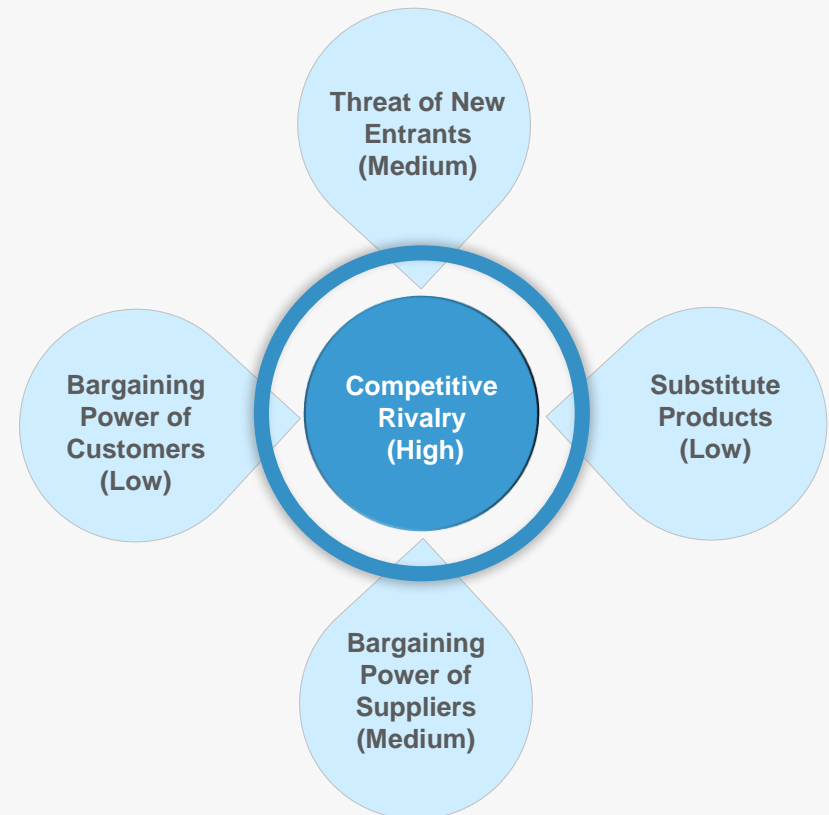 Threat of New
Entrants
(Medium)
Bargaining
Power of
Customers
(Low)
Competitive
Rivalry
(High)
Substitute
Products
(Low)
Bargaining
Power of
Suppliers
(Medium)